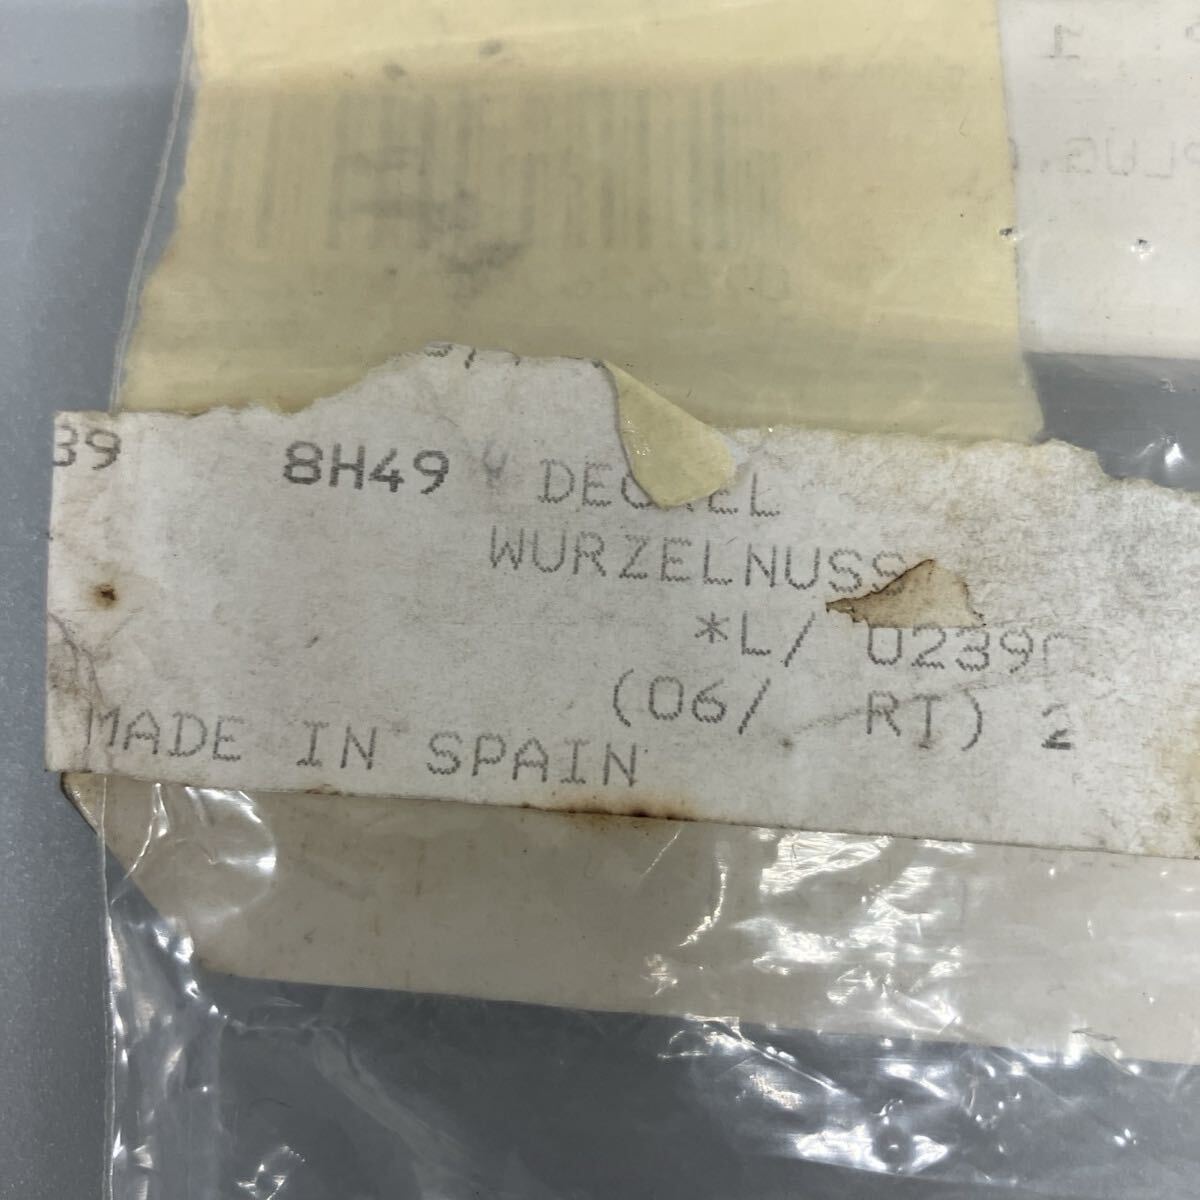 39 8H49 DECKEL
WURZELNUSS
*L/ 0239
(06/ RT) 2
MADE IN SPAIN